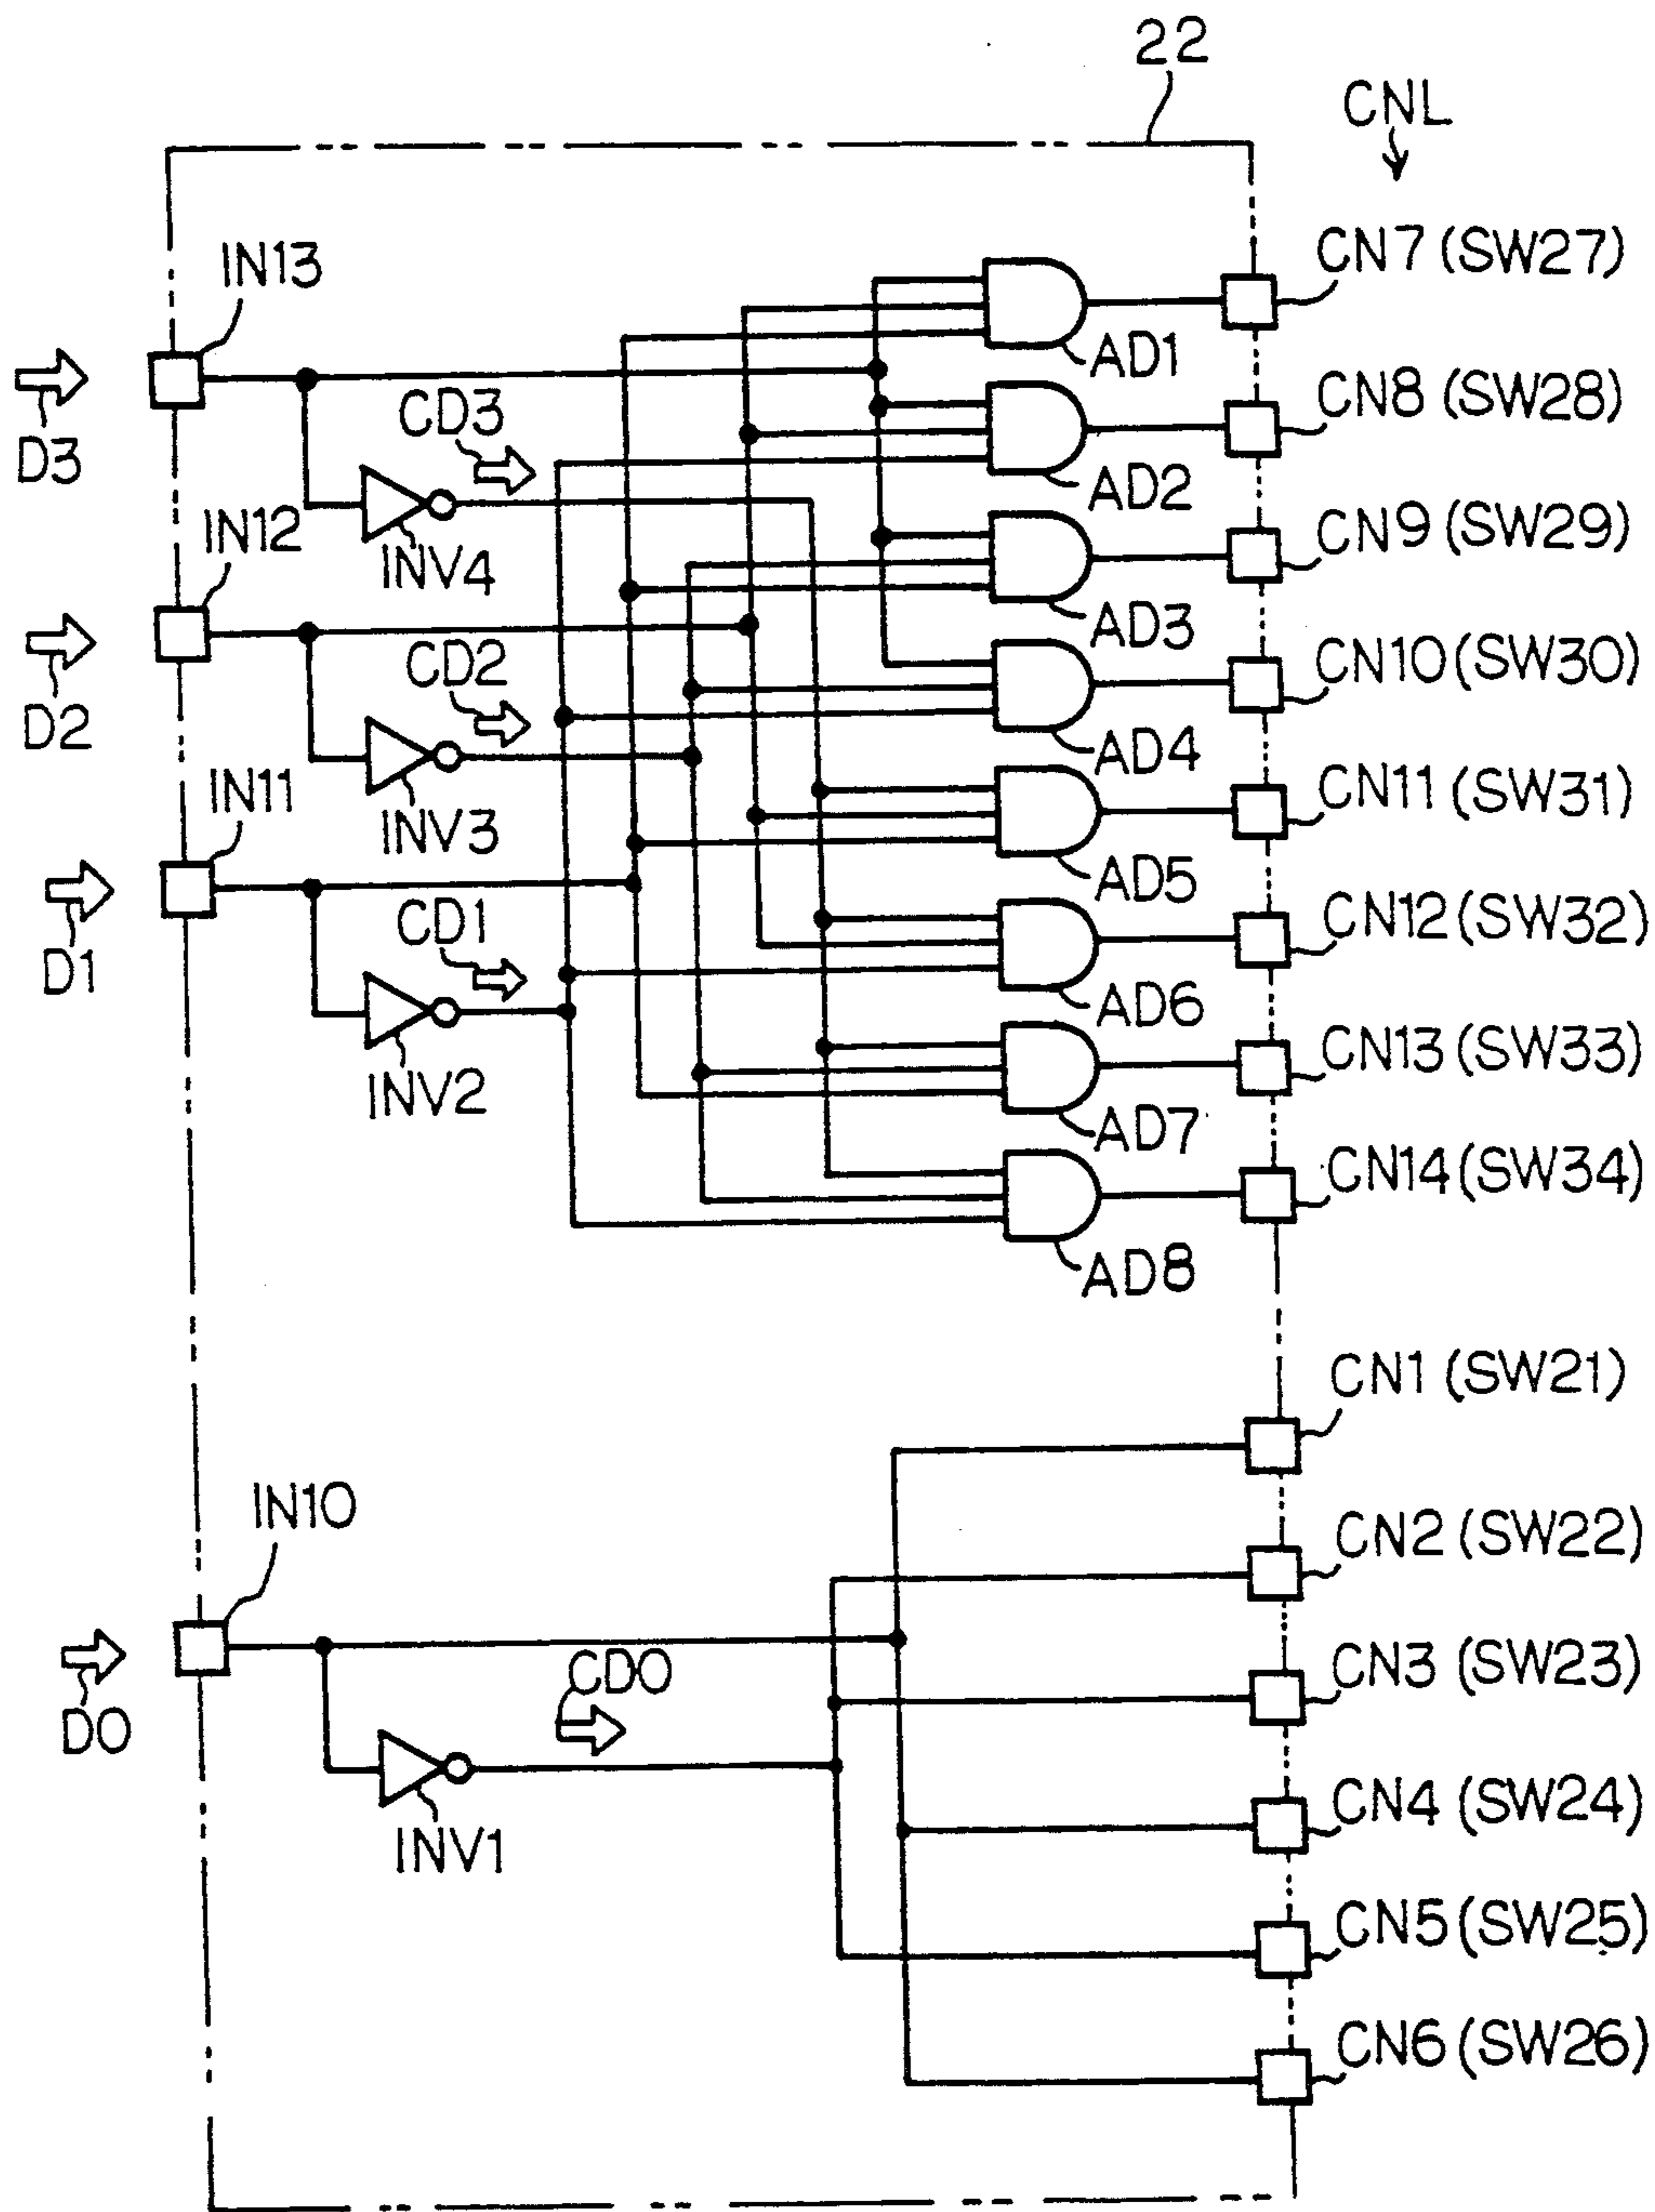 22
CNL
CN7 (SW27)
IN13
AD1
CN8 (SW28)
D3
CD3
AD2
IN12
CN9 (SW29)
INV4
AD3
CD2
CN10 (SW30)
D2
AD4
IN11
CN11 (SW31)
INV3
AD5
CD1
CN12 (SW32)
D1
AD6
CN13 (SW33)
INV2
AD7
CN14 (SW34)
AD8
CN1 (SW21)
IN10
CN2 (SW22)
CD0
CN3 (SW23)
D0
CN4 (SW24)
INV1
CN5 (SW25)
CN6 (SW26)